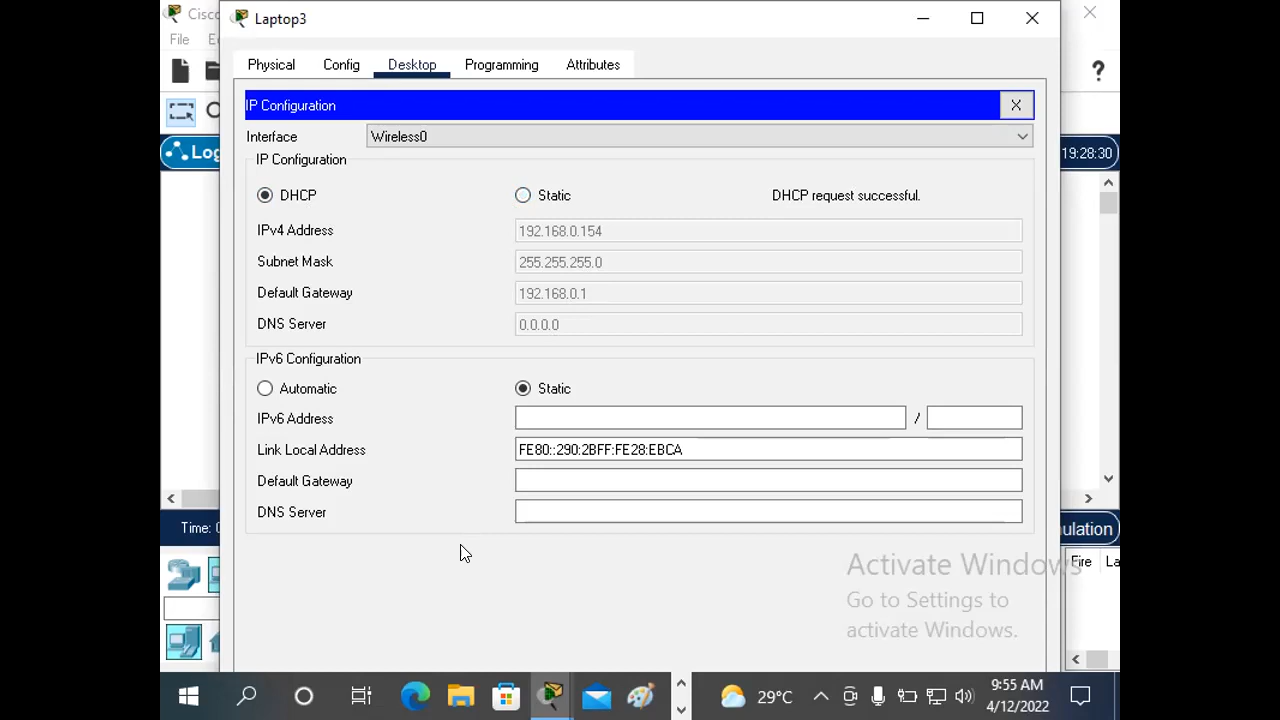 Cisco
Laptop3
File
Physical
Config
Desktop
Programming
Attributes
?
IP Configuration
X
Interface
Wireless0
IP Configuration
19:28:30
DHCP
Static
DHCP request successful.
IPv4 Address
192.168.0.154
Subnet Mask
255.255.255.0
Default Gateway
192.168.0.1
DNS Server
0.0.0.0
IPv6 Configuration
Automatic
Static
IPv6 Address
/
Link Local Address
FE80::290:2BFF:FE28:EBCA
Default Gateway
DNS Server
Time:
Activate Windows
Go to Settings to
activate Windows.
Fire
29°C
9:55 AM
4/12/2022